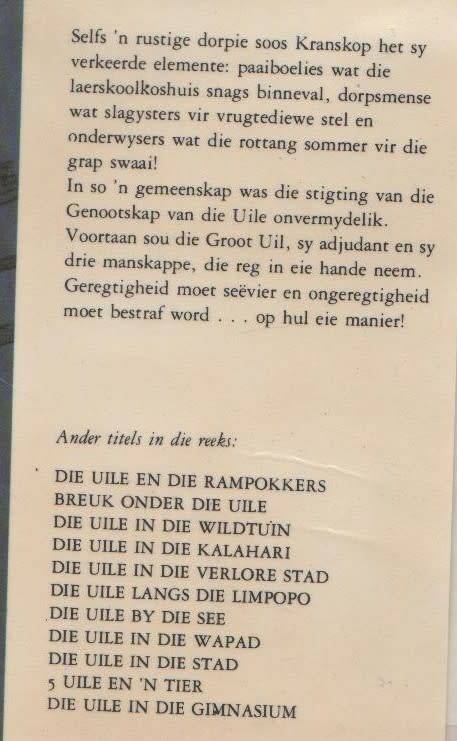 Selfs 'n rustige dorpie soos Kranskop het sy
verkeerde elemente: paaiboelies wat die
laerskoolkoshuis snags binneval, dorpsmense
wat slagysters vir vrugtediewe stel en
onderwysers wat die rottang sommer vir die
grap swaai!
In so 'n gemeenskap was die stigting van die
Genootskap van die Uile onvermydelik.
Voortaan sou die Groot Uil, sy adjudant en sy
drie manskappe, die reg in eie hande neem.
Geregtigheid moet seëvier en ongeregtigheid
moet bestraf word . . . op hul eie manier!
Ander titels in die reeks:
DIE UILE EN DIE RAMPOKKERS
BREUK ONDER DIE UILE
DIE UILE IN DIE WILDTUIN
DIE UILE IN DIE KALAHARI
DIE UILE IN DIE VERLORE STAD
DIE UILE LANGS DIE LIMPOPO
DIE UILE BY DIE SEE
DIE UILE IN DIE WAPAD
DIE UILE IN DIE STAD
5 UILE EN 'N TIER
DIE UILE IN DIE GIMNASIUM